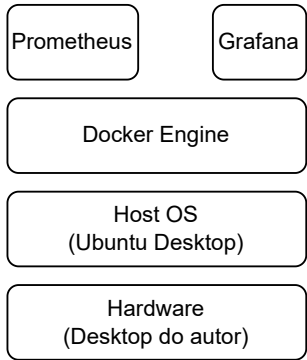 Prometheus
Grafana
Docker Engine
Host OS
(Ubuntu Desktop)
Hardware
(Desktop do autor)